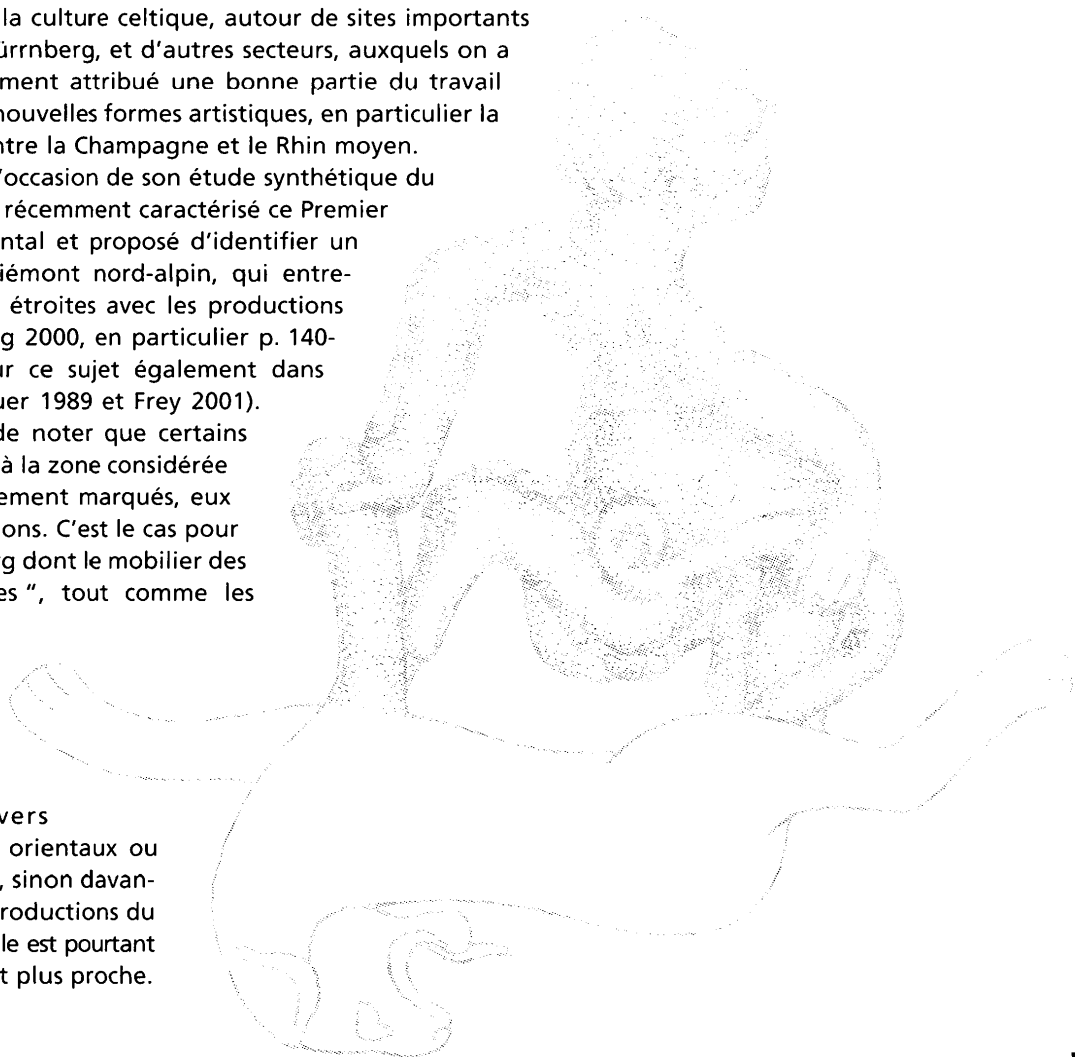 la culture celtique, autour de sites importants
ürrnberg, et d'autres secteurs, auxquels on a
ment attribué une bonne partie du travail
nouvelles formes artistiques, en particulier la
ntre la Champagne et le Rhin moyen.
'occasion de son étude synthétique du
récemment caractérisé ce Premier
ntal et proposé d'identifier un
iémont nord-alpin, qui entre-
étroites avec les productions
g 2000, en particulier p. 140-
ur ce sujet également dans
uer 1989 et Frey 2001).
de noter que certains
à la zone considérée
ement marqués, eux
ions. C'est le cas pour
rg dont le mobilier des
es ", tout comme les
vers
orientaux ou
, sinon davan-
roductions du
le est pourtant
t plus proche.